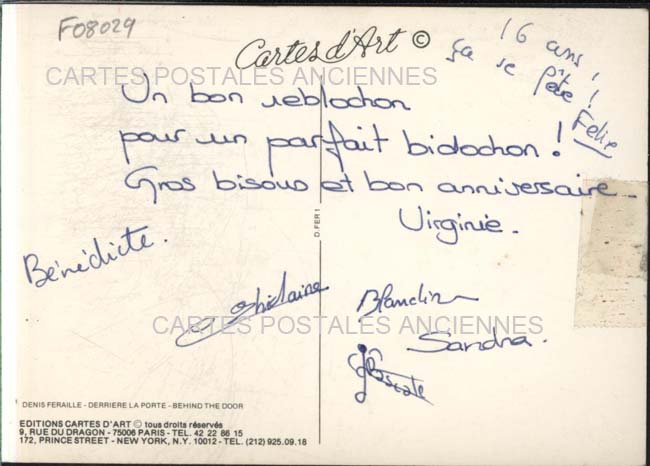 F08029
Cartes d'Art ©
16 ans!
ça se fête!
Felie
CARTES POSTALES ANCIENNES
Un bon reblochon
pour un parfait bidochon!
Gros bisous et bon anniversaire.
Virginie.
D.FER 1
Bénédicte.
Ghislaine
Blandine
CARTES POSTALES ANCIENNES
Sandra.
DENIS FERAILLE - DERRIERE LA PORTE - BEHIND THE DOOR
EDITIONS CARTES D'ART © tous droits réservés
9, RUE DU DRAGON - 75006 PARIS - TEL. 42 22 86 15
172, PRINCE STREET - NEW YORK, N.Y. 10012 - TEL. (212) 925.09.18